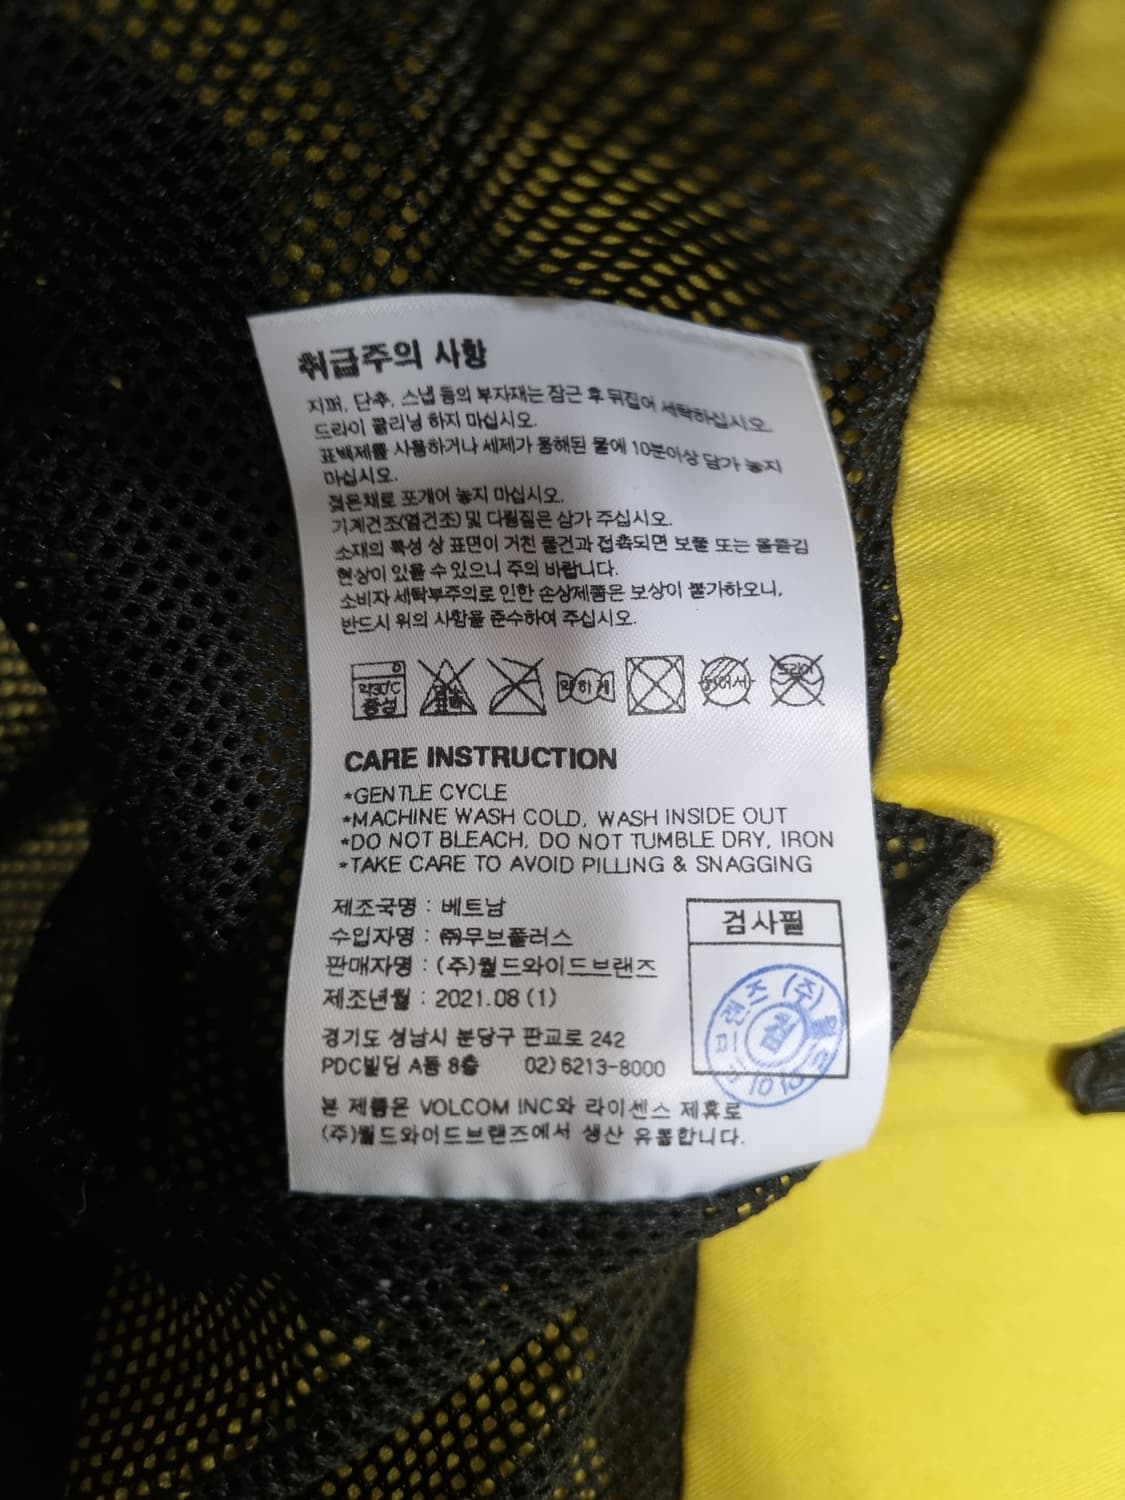 취급주의 사항
지퍼, 단추, 스냅 등의 부자재는 잠근 후 뒤집어 세탁하십시오.
드라이 클리닝 하지 마십시오.
표백제를 사용하거나 세제가 용해된 물에 10분이상 담가 놓지
마십시오.
젖은채로 포개어 놓지 마십시오.
기계건조(열건조) 및 다림질은 삼가 주십시오.
소재의 특성 상 표면이 거친 물건과 접촉되면 보풀 또는 올뜯김
현상이 있을 수 있으니 주의 바랍니다.
소비자 세탁부주의로 인한 손상제품은 보상이 불가하오니,
반드시 위의 사항을 준수하여 주십시오.
약30℃ 중성 약하게 드라이
CARE INSTRUCTION
*GENTLE CYCLE
*MACHINE WASH COLD, WASH INSIDE OUT
*DO NOT BLEACH, DO NOT TUMBLE DRY, IRON
*TAKE CARE TO AVOID PILLING & SNAGGING
제조국명 : 베트남
수입자명 : ㈜무브플러스
판매자명 : (주)월드와이드브랜즈
제조년월 : 2021.08 (1)
검사필
경기도 성남시 분당구 판교로 242
PDC빌딩 A동 8층 02) 6213-8000
본 제품은 VOLCOM INC와 라이센스 제휴로
(주)월드와이드브랜즈에서 생산 유통합니다.